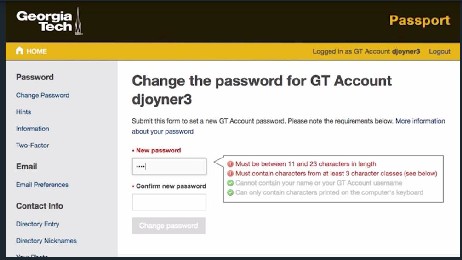 Georgia
Tech
Passport
HOME
Logged in as GT Account djoyner3 Logout
Password
Change Password
Hints
Information
Two-Factor
Email
Email Preferences
Contact Info
Directory Entry
Directory Nicknames
Change the password for GT Account
djoyner3
Submit this form to set a new GT Account password. Please note the requirements below. More information
about your password
• New password
••••
• Confirm new password
Change password
Must be between 11 and 23 characters in length
Must contain characters from at least 3 character classes (see below)
Cannot contain your name or your GT Account username
Can only contain characters printed on the computer's keyboard